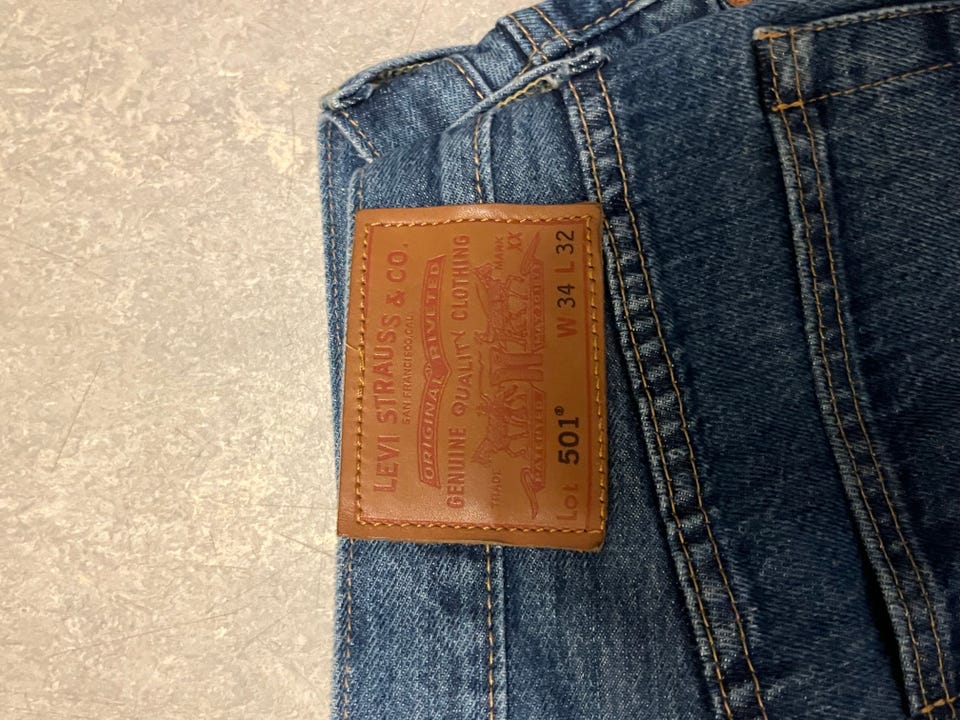 LEVI STRAUSS & CO.
SAN FRANCISCO, CAL.
ORIGINAL RIVETED
GENUINE QUALITY CLOTHING
TRADE MARK
XX
Lot 501® W 34 L 32